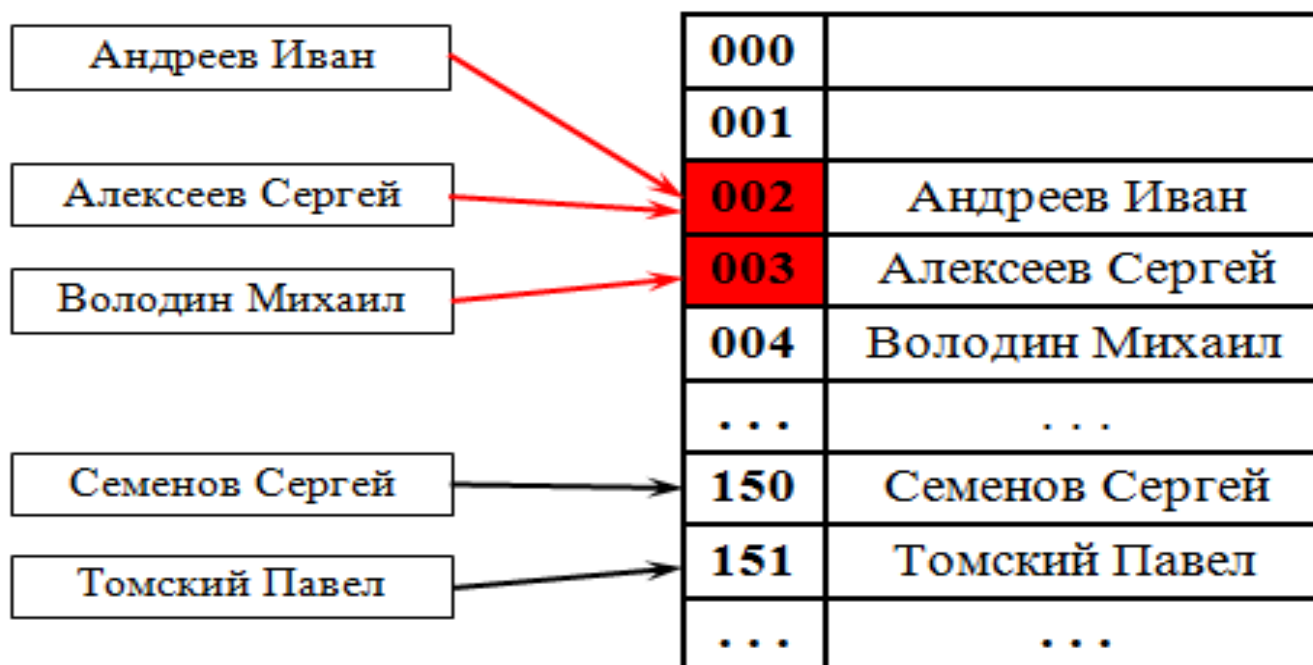 Андреев Иван
Алексеев Сергей
Володин Михаил
Семенов Сергей
Томский Павел
000
001
002 Андреев Иван
003 Алексеев Сергей
004 Володин Михаил
... ...
150 Семенов Сергей
151 Томский Павел
... ...